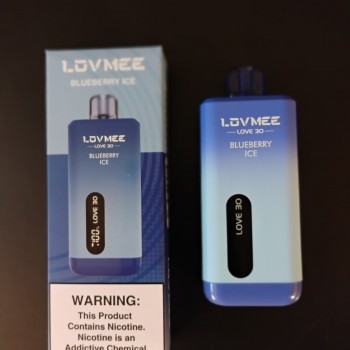 LOVMEE
BLUEBERRY ICE
LOVMEE
LOVE 30
BLUEBERRY
ICE
LOVE 30
100%
WARNING:
This Product
Contains Nicotine.
Nicotine is an
Addictive Chemical
LOVMEE
LOVE 30
BLUEBERRY
ICE
LOVE 30